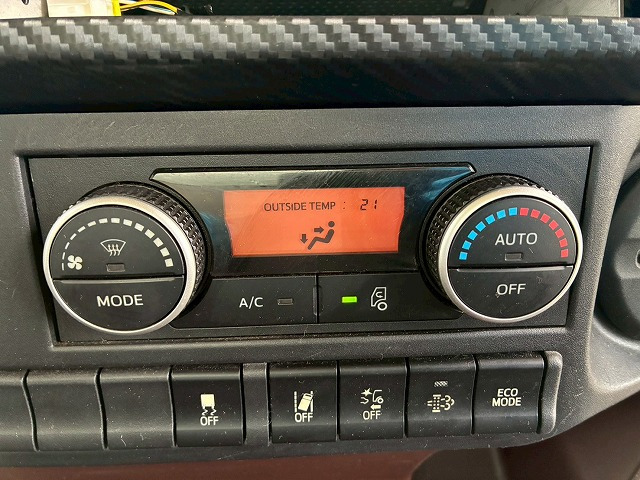 OUTSIDE TEMP : 21
MODE
A/C
AUTO
OFF
OFF
OFF
OFF
ECO
MODE